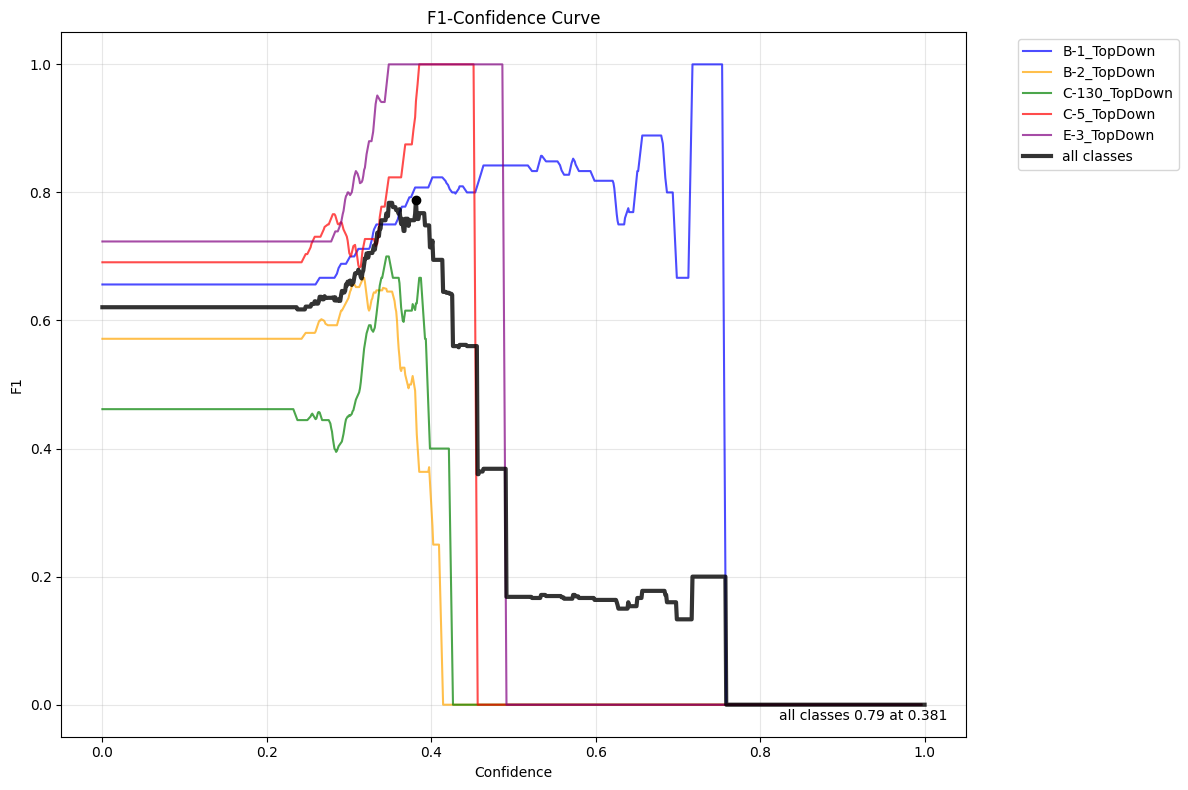 F1-Confidence Curve
B-1_TopDown
B-2_TopDown
C-130_TopDown
C-5_TopDown
E-3_TopDown
all classes
1.0
0.8
0.6
0.4
0.2
0.0
F1
all classes 0.79 at 0.381
0.0 0.2 0.4 0.6 0.8 1.0
Confidence